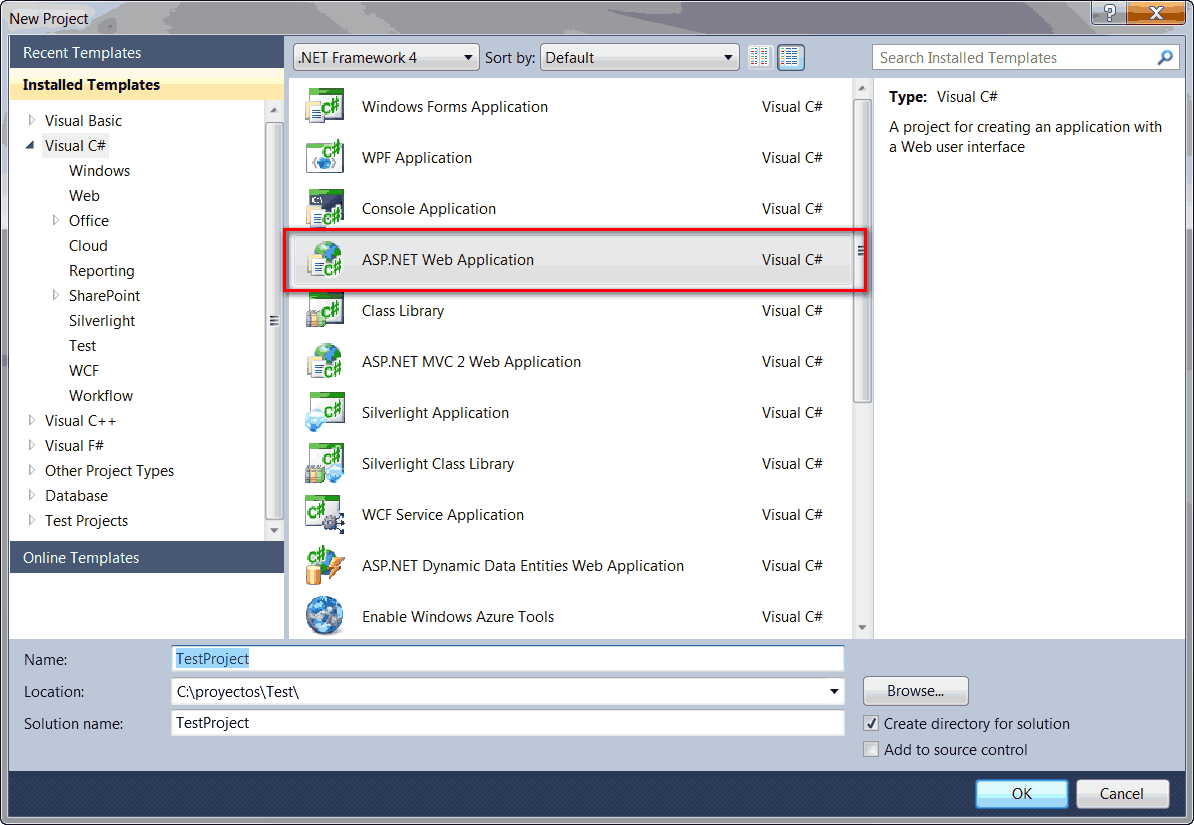 New Project
Recent Templates
Installed Templates
Visual Basic
Visual C#
Windows
Web
Office
Cloud
Reporting
SharePoint
Silverlight
Test
WCF
Workflow
Visual C++
Visual F#
Other Project Types
Database
Test Projects
Online Templates
.NET Framework 4 Sort by: Default
Windows Forms Application Visual C#
WPF Application Visual C#
Console Application Visual C#
ASP.NET Web Application Visual C#
Class Library Visual C#
ASP.NET MVC 2 Web Application Visual C#
Silverlight Application Visual C#
Silverlight Class Library Visual C#
WCF Service Application Visual C#
ASP.NET Dynamic Data Entities Web Application Visual C#
Enable Windows Azure Tools Visual C#
Search Installed Templates
Type: Visual C#
A project for creating an application with
a Web user interface
Name: TestProject
Location: C:\proyectos\Test\ Browse...
Solution name: TestProject
Create directory for solution
Add to source control
OK Cancel